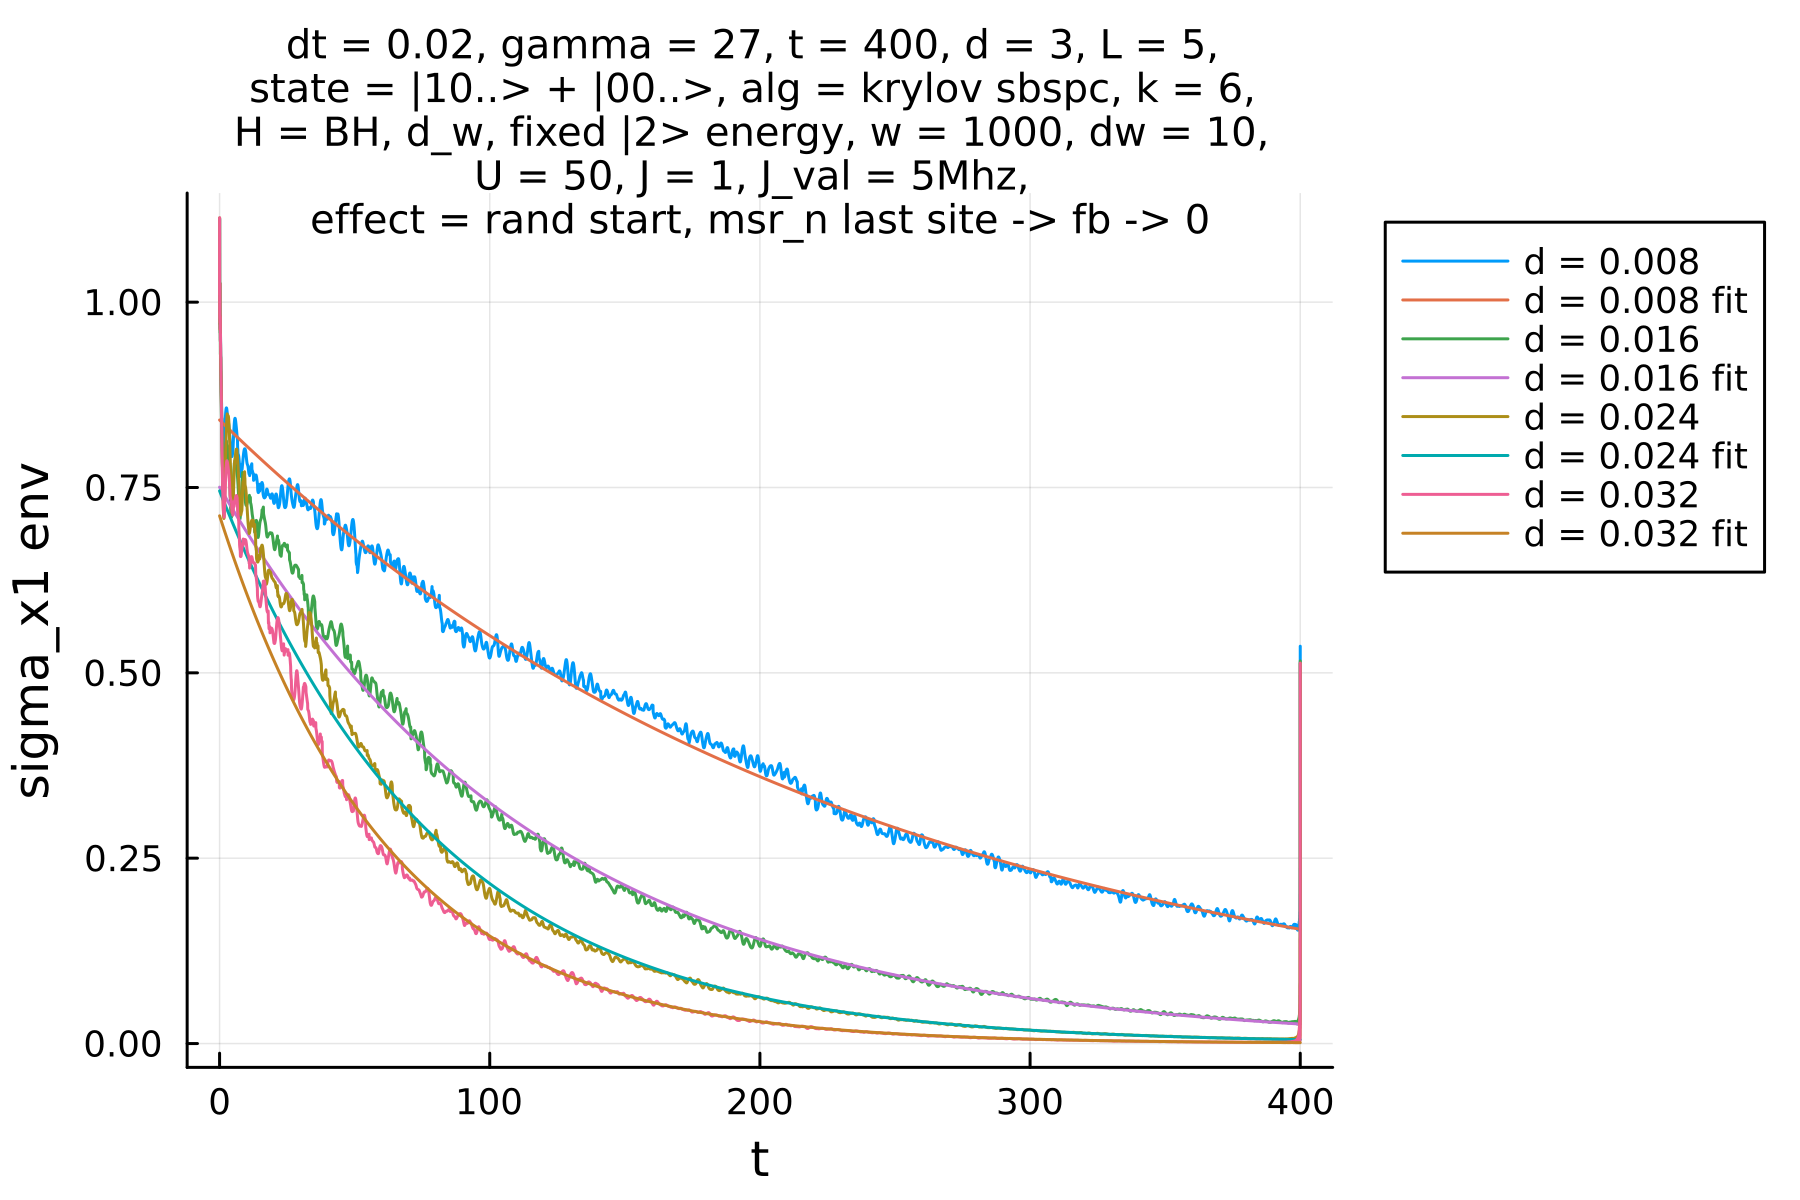 dt = 0.02, gamma = 27, t = 400, d = 3, L = 5,
state = |10..> + |00..>, alg = krylov sbspc, k = 6,
H = BH, d_w, fixed |2> energy, w = 1000, dw = 10,
U = 50, J = 1, J_val = 5Mhz,
effect = rand start, msr_n last site -> fb -> 0
sigma_x1 env
1.00
0.75
0.50
0.25
0.00
0
100
200
300
400
t
d = 0.008
d = 0.008 fit
d = 0.016
d = 0.016 fit
d = 0.024
d = 0.024 fit
d = 0.032
d = 0.032 fit